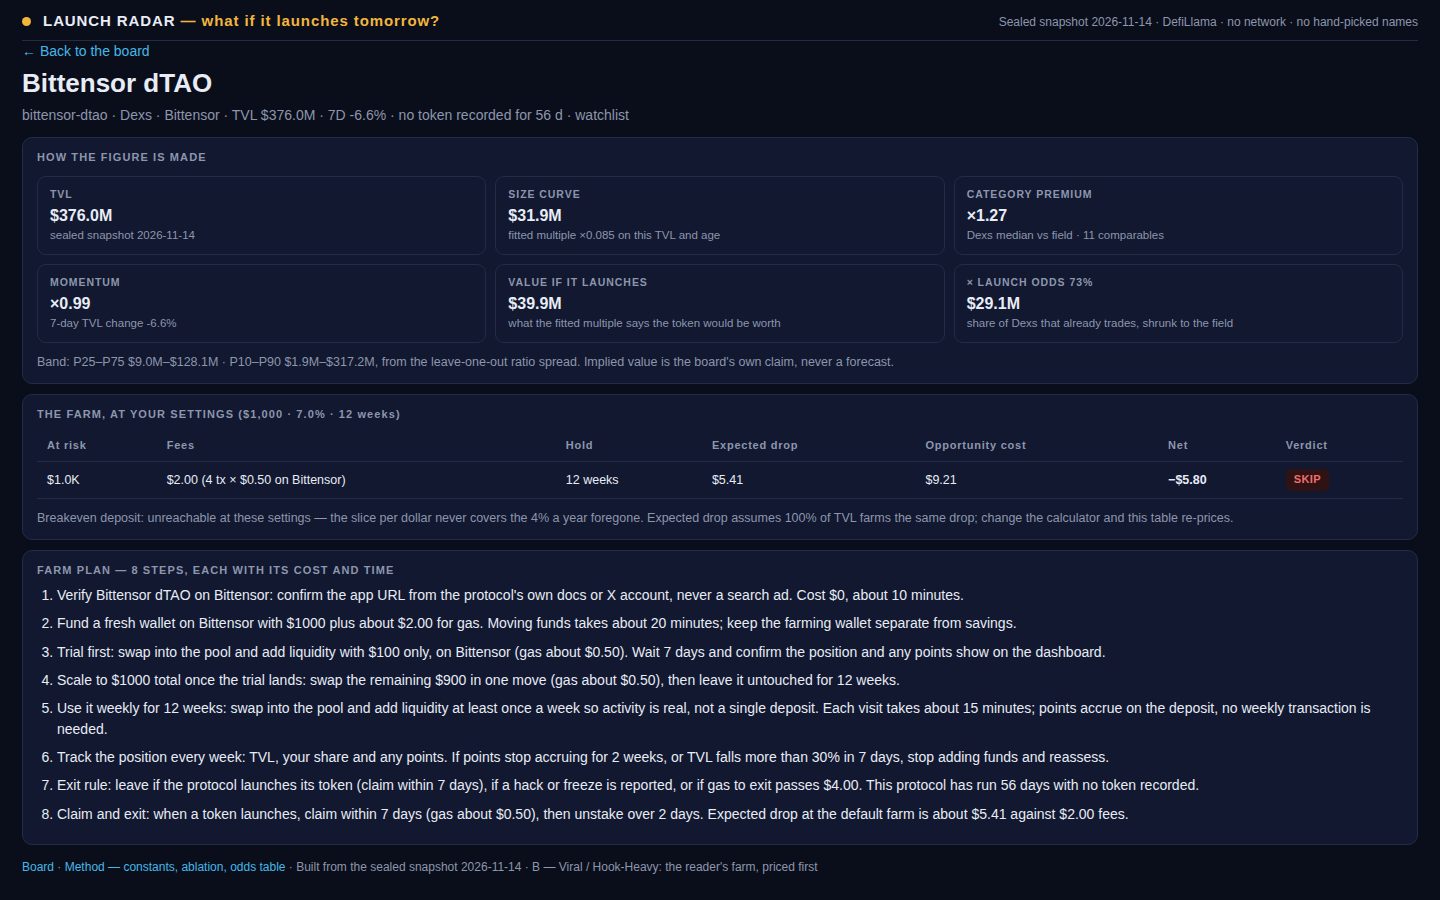 LAUNCH RADAR — what if it launches tomorrow?
Sealed snapshot 2026-11-14 · DefiLlama · no network · no hand-picked names
← Back to the board
Bittensor dTAO
bittensor-dtao · Dexs · Bittensor · TVL $376.0M · 7D -6.6% · no token recorded for 56 d · watchlist
HOW THE FIGURE IS MADE
TVL
$376.0M
sealed snapshot 2026-11-14
SIZE CURVE
$31.9M
fitted multiple ×0.085 on this TVL and age
CATEGORY PREMIUM
×1.27
Dexs median vs field · 11 comparables
MOMENTUM
×0.99
7-day TVL change -6.6%
VALUE IF IT LAUNCHES
$39.9M
what the fitted multiple says the token would be worth
× LAUNCH ODDS 73%
$29.1M
share of Dexs that already trades, shrunk to the field
Band: P25–P75 $9.0M–$128.1M · P10–P90 $1.9M–$317.2M, from the leave-one-out ratio spread. Implied value is the board's own claim, never a forecast.
THE FARM, AT YOUR SETTINGS ($1,000 · 7.0% · 12 weeks)
At risk Fees Hold Expected drop Opportunity cost Net Verdict
$1.0K $2.00 (4 tx × $0.50 on Bittensor) 12 weeks $5.41 $9.21 −$5.80 SKIP
Breakeven deposit: unreachable at these settings — the slice per dollar never covers the 4% a year foregone. Expected drop assumes 100% of TVL farms the same drop; change the calculator and this table re-prices.
FARM PLAN — 8 STEPS, EACH WITH ITS COST AND TIME
1. Verify Bittensor dTAO on Bittensor: confirm the app URL from the protocol's own docs or X account, never a search ad. Cost $0, about 10 minutes.
2. Fund a fresh wallet on Bittensor with $1000 plus about $2.00 for gas. Moving funds takes about 20 minutes; keep the farming wallet separate from savings.
3. Trial first: swap into the pool and add liquidity with $100 only, on Bittensor (gas about $0.50). Wait 7 days and confirm the position and any points show on the dashboard.
4. Scale to $1000 total once the trial lands: swap the remaining $900 in one move (gas about $0.50), then leave it untouched for 12 weeks.
5. Use it weekly for 12 weeks: swap into the pool and add liquidity at least once a week so activity is real, not a single deposit. Each visit takes about 15 minutes; points accrue on the deposit, no weekly transaction is
needed.
6. Track the position every week: TVL, your share and any points. If points stop accruing for 2 weeks, or TVL falls more than 30% in 7 days, stop adding funds and reassess.
7. Exit rule: leave if the protocol launches its token (claim within 7 days), if a hack or freeze is reported, or if gas to exit passes $4.00. This protocol has run 56 days with no token recorded.
8. Claim and exit: when a token launches, claim within 7 days (gas about $0.50), then unstake over 2 days. Expected drop at the default farm is about $5.41 against $2.00 fees.
Board · Method — constants, ablation, odds table · Built from the sealed snapshot 2026-11-14 · B — Viral / Hook-Heavy: the reader's farm, priced first